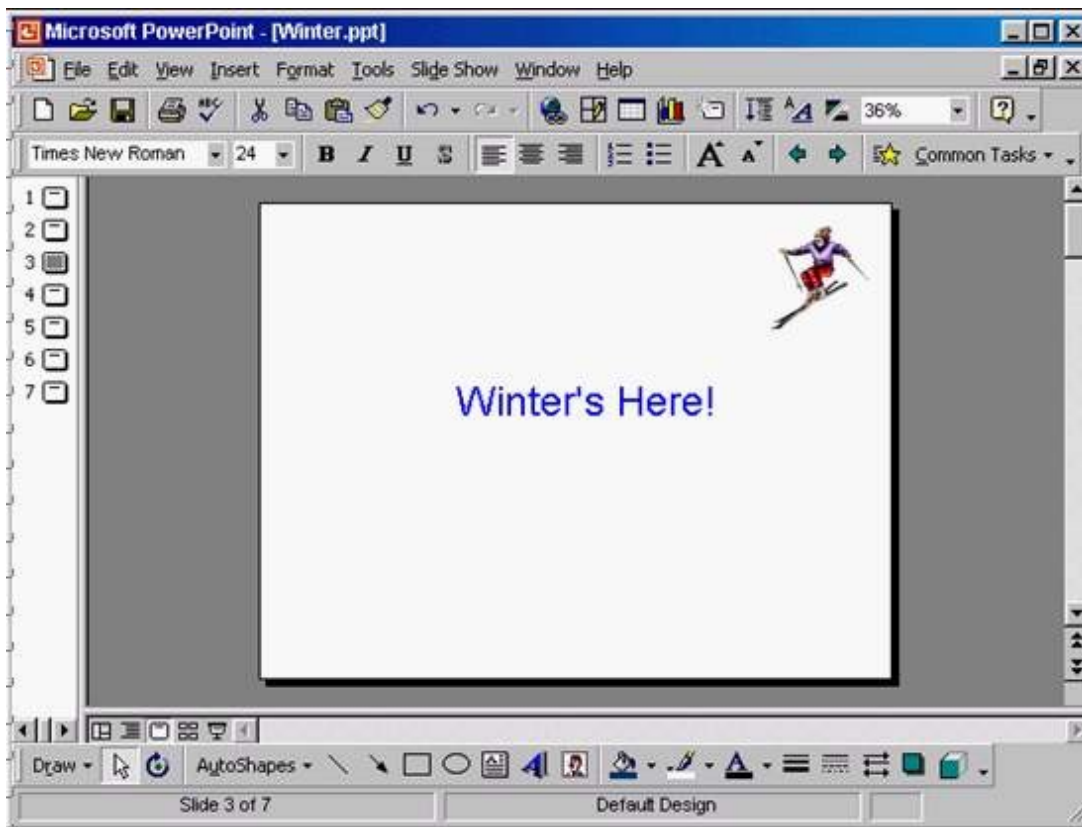 Microsoft PowerPoint - [Winter.ppt]
File Edit View Insert Format Tools Slide Show Window Help
ABC A A 36% ?
Times New Roman 24 B I U S A A Common Tasks
1
2
3
4
5
6
7
Winter's Here!
Draw AutoShapes A A
Slide 3 of 7 Default Design